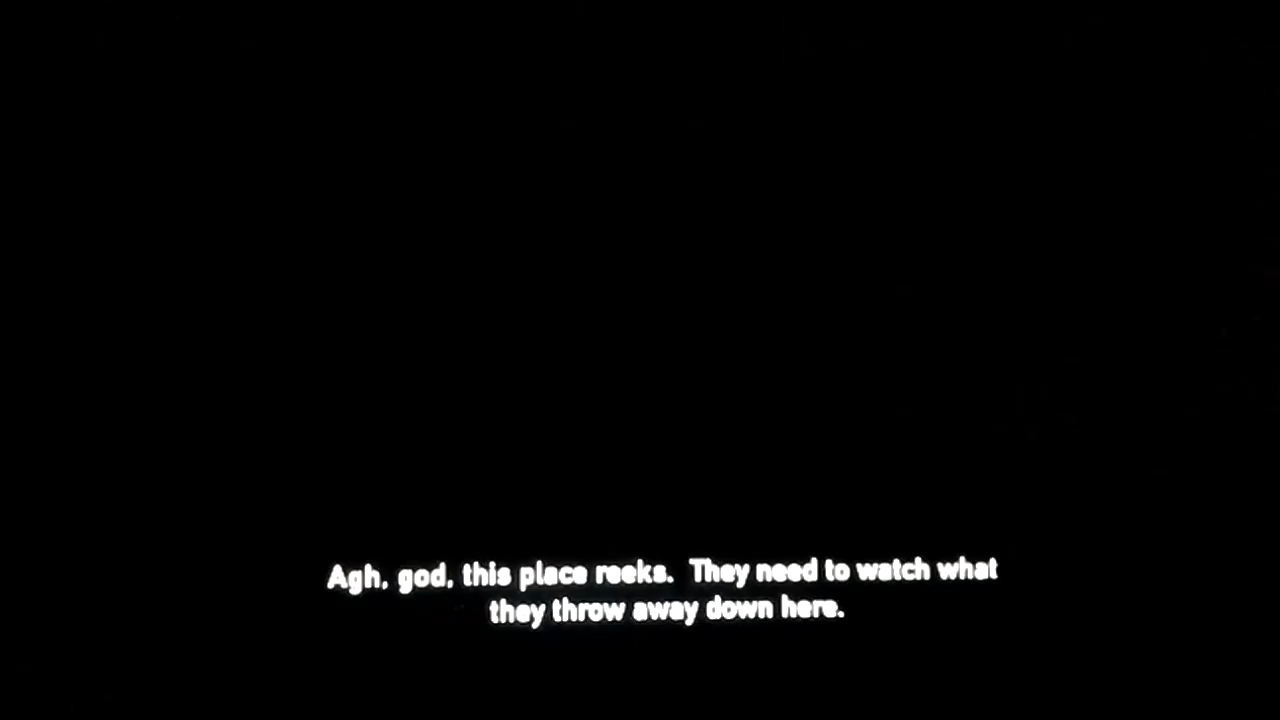 Agh, god, this place reeks.  They need to watch what
they throw away down here.